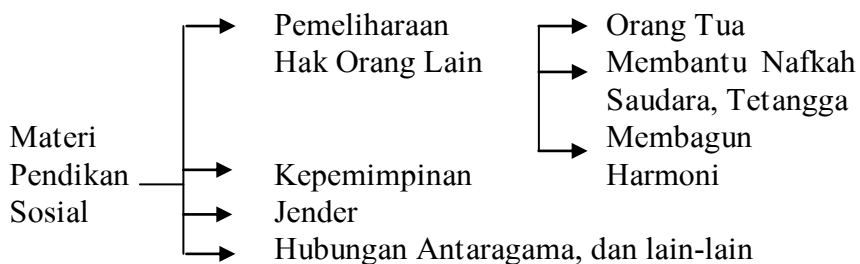 Materi
Pendikan
Sosial
Pemeliharaan
Hak Orang Lain
Orang Tua
Membantu Nafkah
Saudara, Tetangga
Membagun
Harmoni
Kepemimpinan
Jender
Hubungan Antaragama, dan lain-lain